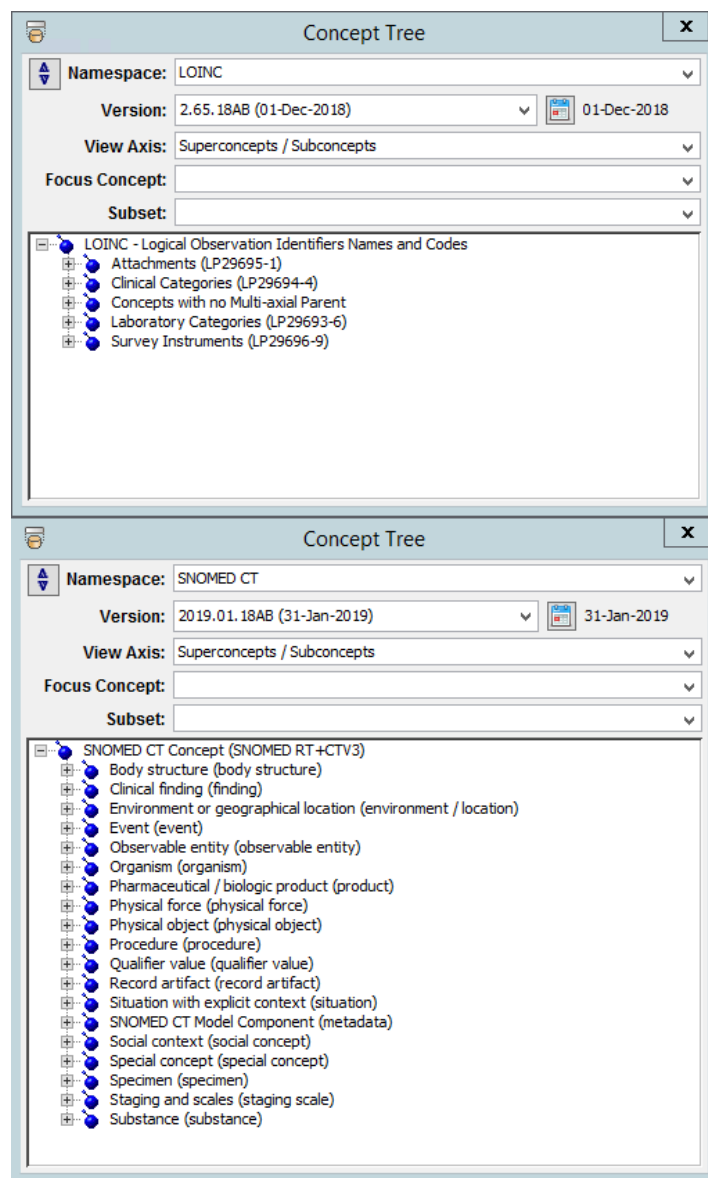 Concept Tree
x
Namespace: LOINC
Version: 2.65.18AB (01-Dec-2018) 01-Dec-2018
View Axis: Superconcepts / Subconcepts
Focus Concept:
Subset:
LOINC - Logical Observation Identifiers Names and Codes
Attachments (LP29695-1)
Clinical Categories (LP29694-4)
Concepts with no Multi-axial Parent
Laboratory Categories (LP29693-6)
Survey Instruments (LP29696-9)
Concept Tree
x
Namespace: SNOMED CT
Version: 2019.01.18AB (31-Jan-2019) 31-Jan-2019
View Axis: Superconcepts / Subconcepts
Focus Concept:
Subset:
SNOMED CT Concept (SNOMED RT+CTV3)
Body structure (body structure)
Clinical finding (finding)
Environment or geographical location (environment / location)
Event (event)
Observable entity (observable entity)
Organism (organism)
Pharmaceutical / biologic product (product)
Physical force (physical force)
Physical object (physical object)
Procedure (procedure)
Qualifier value (qualifier value)
Record artifact (record artifact)
Situation with explicit context (situation)
SNOMED CT Model Component (metadata)
Social context (social concept)
Special concept (special concept)
Specimen (specimen)
Staging and scales (staging scale)
Substance (substance)